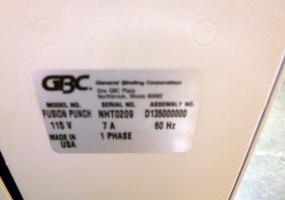 GBC
General Binding Corporation
One GBC Plaza
Northbrook, Illinois 60062
MODEL NO. SERIAL NO. ASSEMBLY NO.
FUSION PUNCH NHT0209 D135000000
115 V 7 A 60 Hz
MADE IN USA 1 PHASE